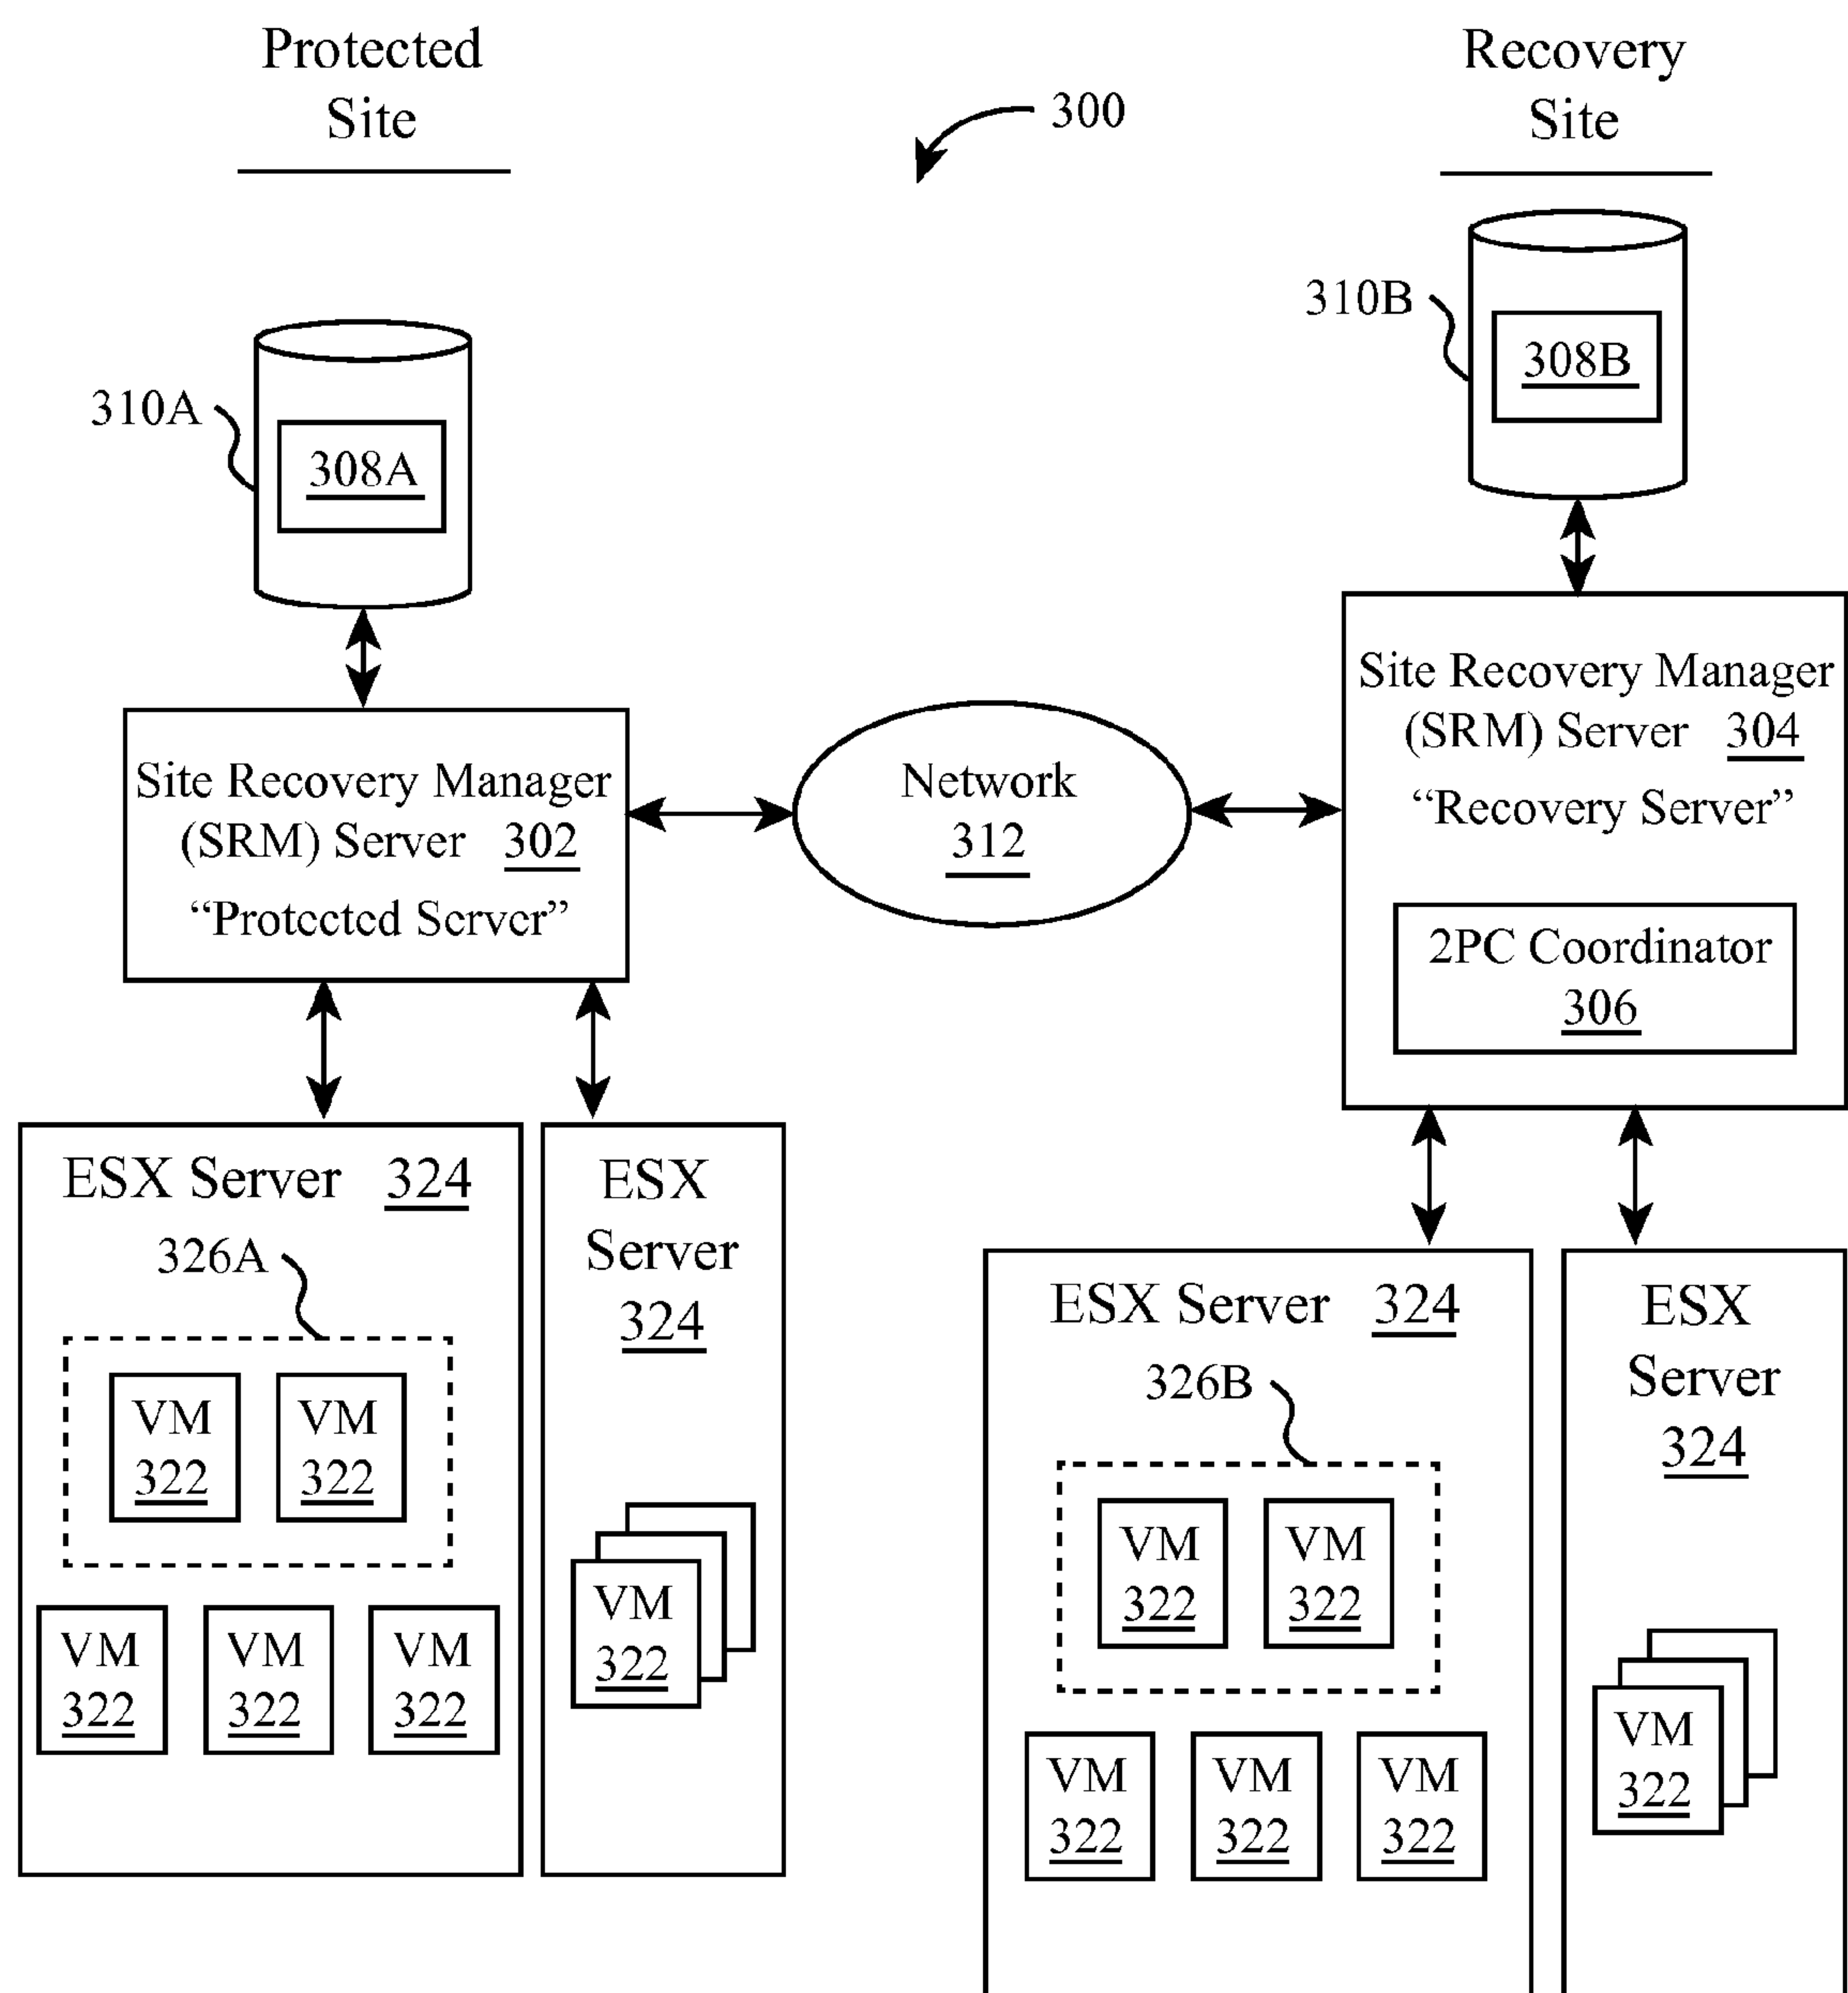 Protected
Site
Recovery
Site
300
310A
308A
310B
308B
Site Recovery Manager
(SRM) Server 302
“Protected Server”
Network
312
Site Recovery Manager
(SRM) Server 304
“Recovery Server”
2PC Coordinator
306
ESX Server 324
326A
VM
322
VM
322
VM
322
VM
322
VM
322
ESX
Server
324
VM
322
ESX Server 324
326B
VM
322
VM
322
VM
322
VM
322
VM
322
ESX
Server
324
VM
322